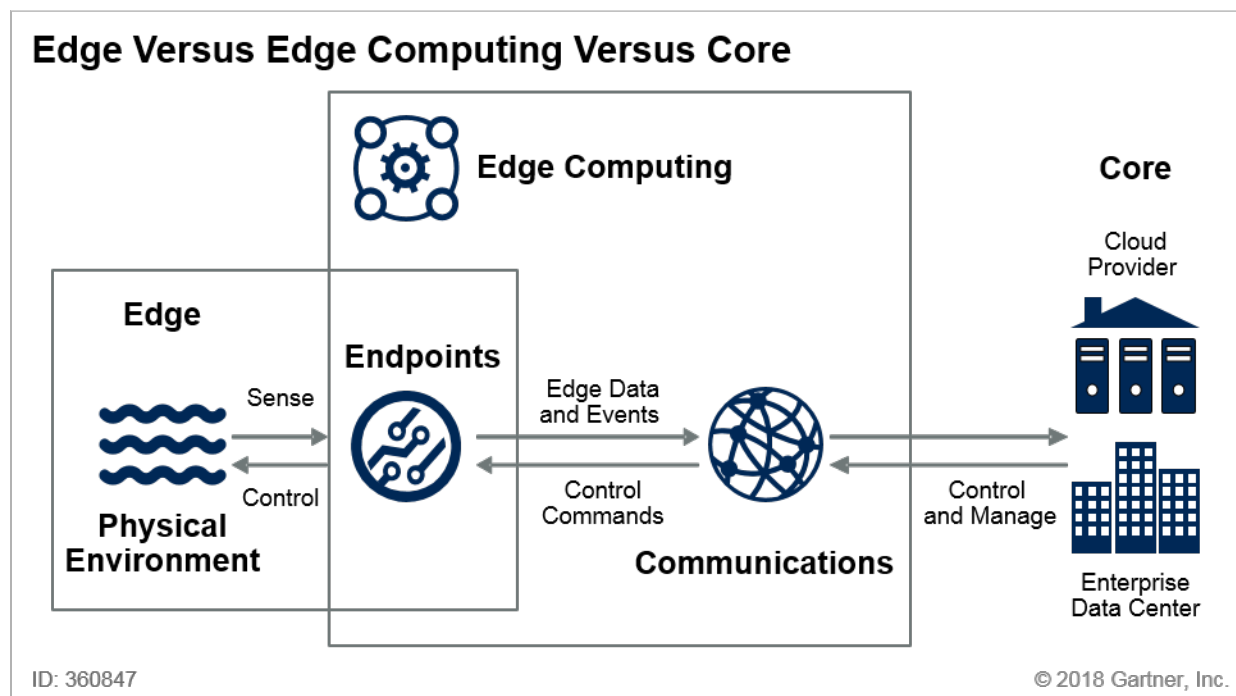 Edge Versus Edge Computing Versus Core
Edge Computing
Core
Cloud
Provider
Edge
Endpoints
Sense
Control
Physical
Environment
Edge Data
and Events
Control
Commands
Communications
Control
and Manage
Enterprise
Data Center
ID: 360847
© 2018 Gartner, Inc.